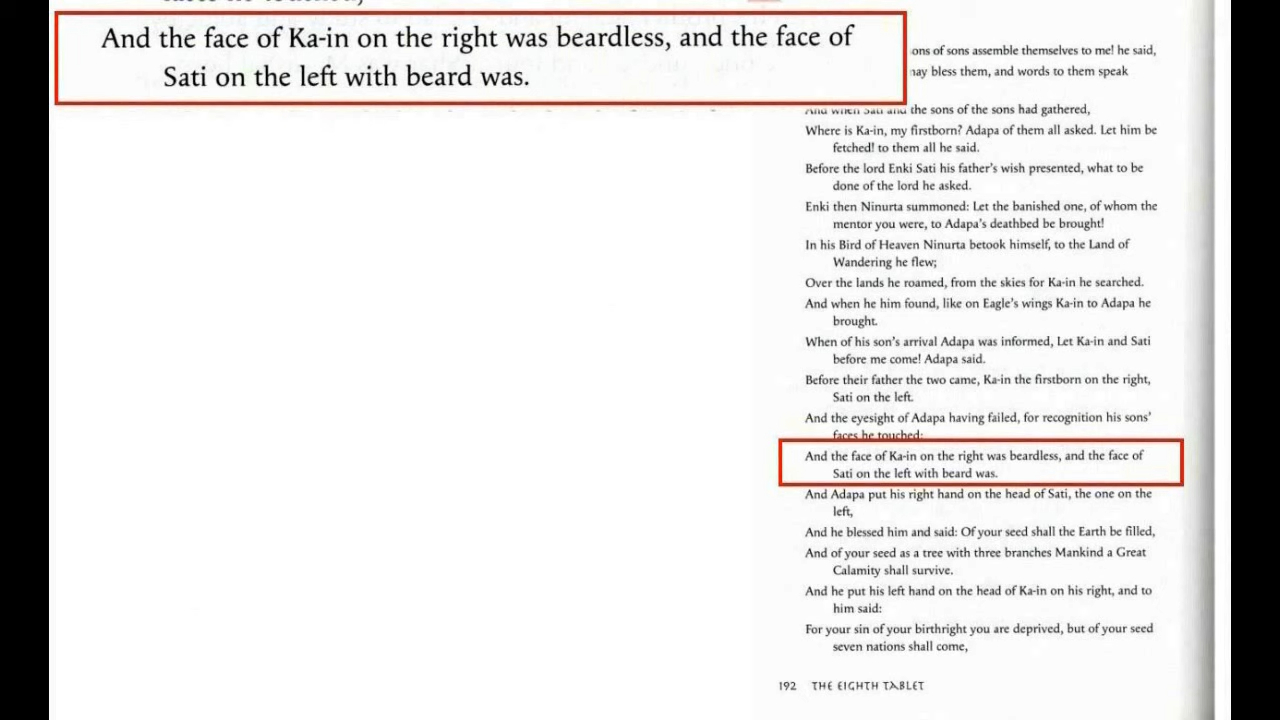 And the face of Ka-in on the right was beardless, and the face of
Sati on the left with beard was.
of sons assemble themselves to me! he said,
bless them, and words to them speak
And when Sati and the sons of the sons had gathered,
Where is Ka-in, my firstborn? Adapa of them all asked. Let him be
fetched! to them all he said.
Before the lord Enki Sati his father's wish presented, what to be
done of the lord he asked.
Enki then Ninurta summoned: Let the banished one, of whom the
mentor you were, to Adapa's deathbed be brought!
In his Bird of Heaven Ninurta betook himself, to the Land of
Wandering he flew;
Over the lands he roamed, from the skies for Ka-in he searched.
And when he him found, like on Eagle's wings Ka-in to Adapa he
brought.
When of his son's arrival Adapa was informed, Let Ka-in and Sati
before me come! Adapa said.
Before their father the two came, Ka-in the firstborn on the right,
Sati on the left.
And the eyesight of Adapa having failed, for recognition his sons'
faces he touched;
And the face of Ka-in on the right was beardless, and the face of
Sati on the left with beard was.
And Adapa put his right hand on the head of Sati, the one on the
left,
And he blessed him and said: Of your seed shall the Earth be filled,
And of your seed as a tree with three branches Mankind a Great
Calamity shall survive.
And he put his left hand on the head of Ka-in on his right, and to
him said:
For your sin of your birthright you are deprived, but of your seed
seven nations shall come,
192 THE EIGHTH TABLET